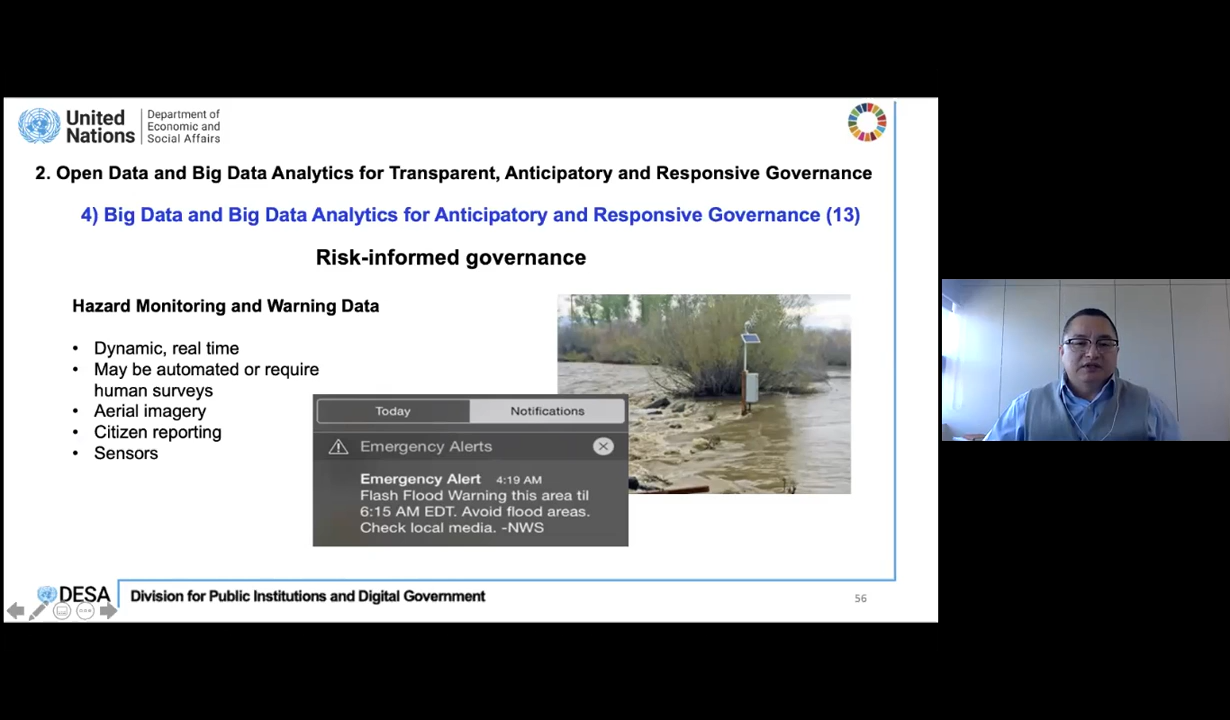 United
Nations
Department of
Economic and
Social Affairs
2. Open Data and Big Data Analytics for Transparent, Anticipatory and Responsive Governance
4) Big Data and Big Data Analytics for Anticipatory and Responsive Governance (13)
Risk-informed governance
Hazard Monitoring and Warning Data
• Dynamic, real time
• May be automated or require
human surveys
• Aerial imagery
• Citizen reporting
• Sensors
Today Notifications
Emergency Alerts
Emergency Alert 4:19 AM
Flash Flood Warning this area til
6:15 AM EDT. Avoid flood areas.
Check local media. -NWS
DESA
Division for Public Institutions and Digital Government
56